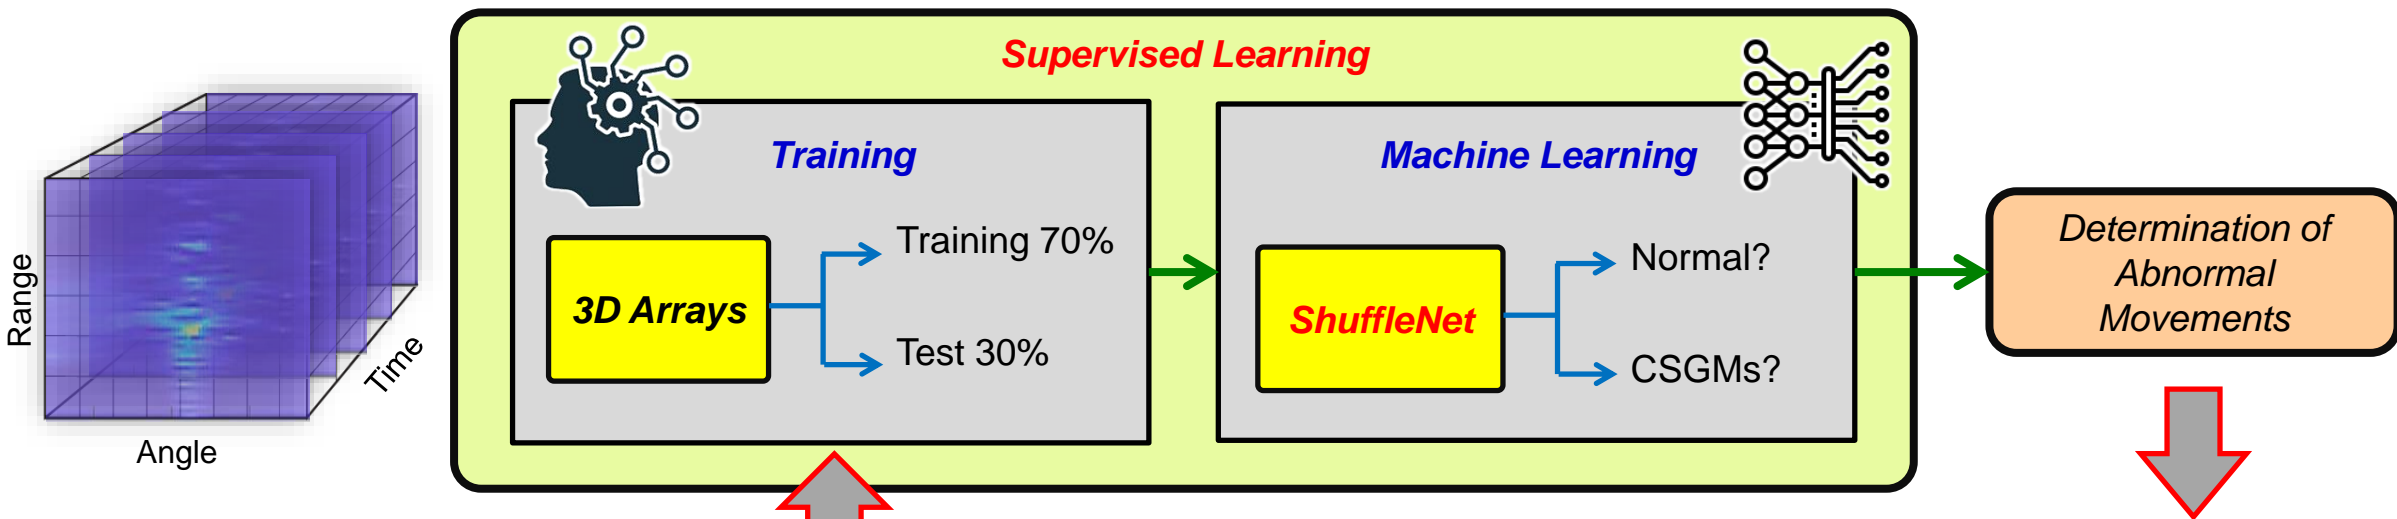 Supervised Learning
Training
Machine Learning
3D Arrays
Training 70%
Test 30%
ShuffleNet
Normal?
CSGMs?
Determination of
Abnormal
Movements
Range
Angle
Time